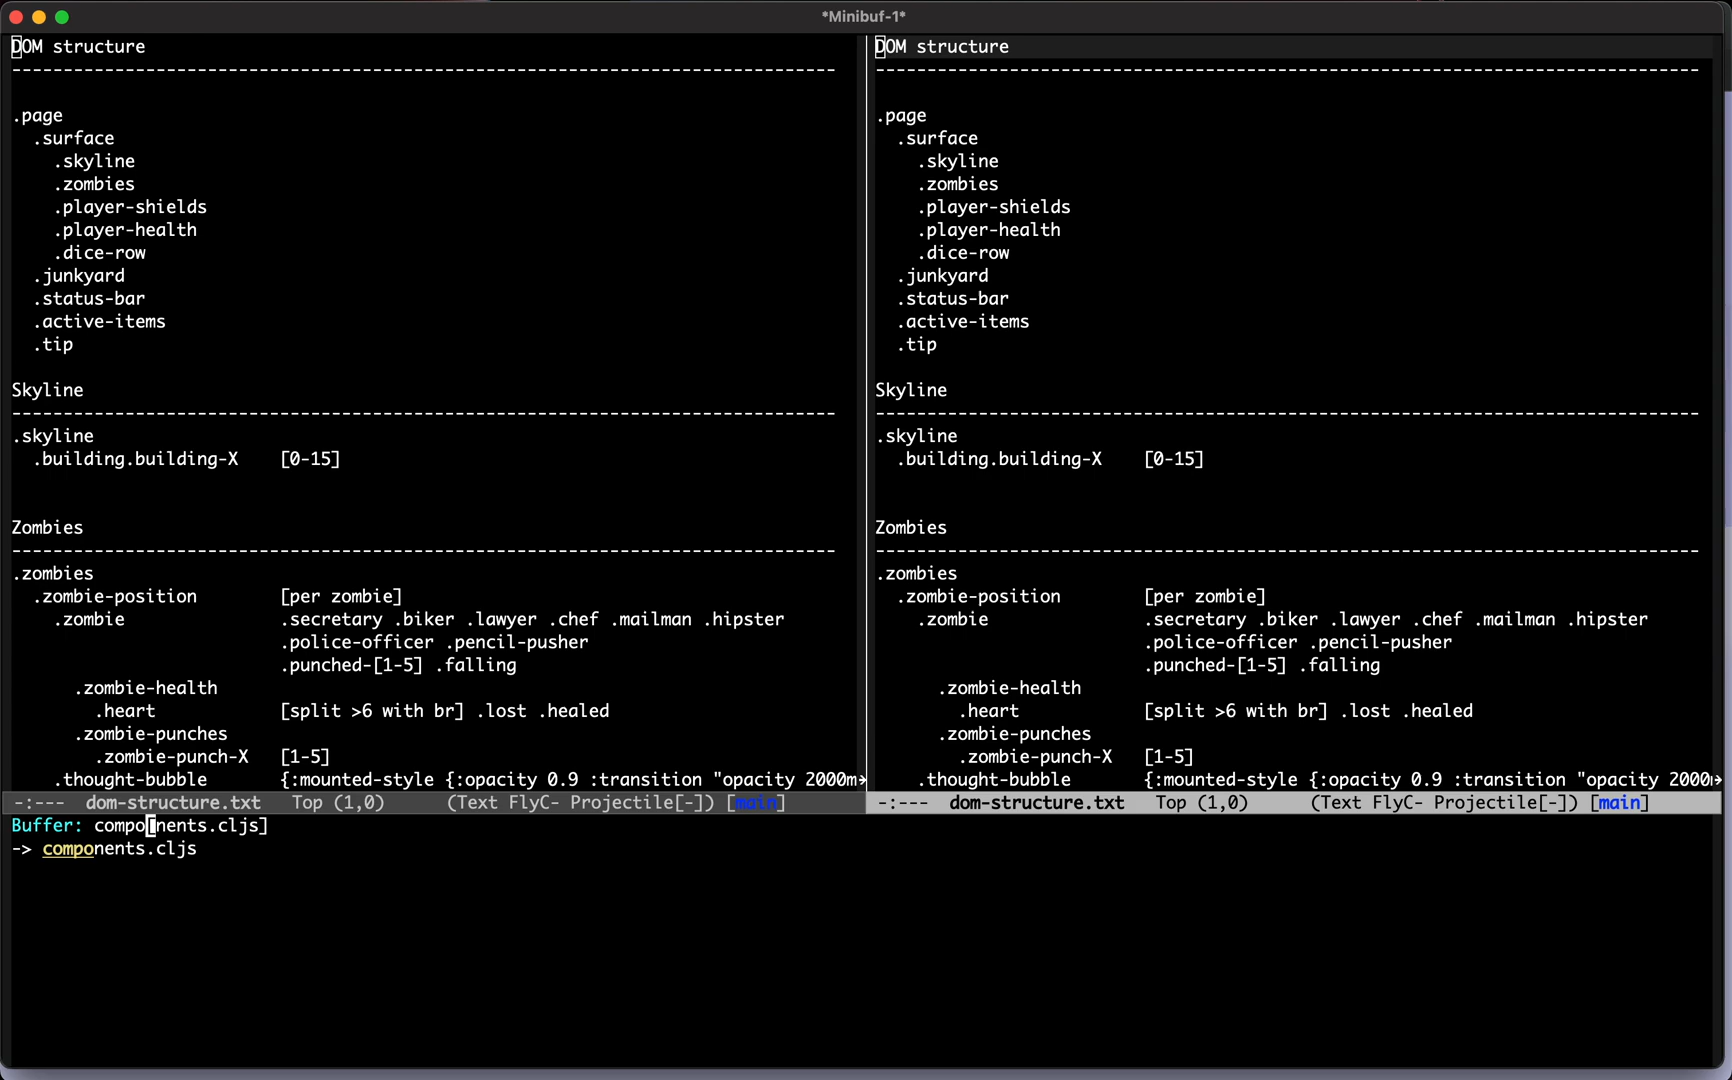 *Minibuf-1*
DOM structure
--------------------------------------------------------------------------------
.page
  .surface
    .skyline
    .zombies
    .player-shields
    .player-health
    .dice-row
  .junkyard
  .status-bar
  .active-items
  .tip
Skyline
--------------------------------------------------------------------------------
.skyline
  .building.building-X    [0-15]
Zombies
--------------------------------------------------------------------------------
.zombies
  .zombie-position        [per zombie]
    .zombie               .secretary .biker .lawyer .chef .mailman .hipster
                          .police-officer .pencil-pusher
                          .punched-[1-5] .falling
      .zombie-health
        .heart            [split >6 with br] .lost .healed
      .zombie-punches
        .zombie-punch-X   [1-5]
    .thought-bubble       {:mounted-style {:opacity 0.9 :transition "opacity 2000m
-:---  dom-structure.txt   Top (1,0)      (Text FlyC- Projectile[-]) [main]
DOM structure
--------------------------------------------------------------------------------
.page
  .surface
    .skyline
    .zombies
    .player-shields
    .player-health
    .dice-row
  .junkyard
  .status-bar
  .active-items
  .tip
Skyline
--------------------------------------------------------------------------------
.skyline
  .building.building-X    [0-15]
Zombies
--------------------------------------------------------------------------------
.zombies
  .zombie-position        [per zombie]
    .zombie               .secretary .biker .lawyer .chef .mailman .hipster
                          .police-officer .pencil-pusher
                          .punched-[1-5] .falling
      .zombie-health
        .heart            [split >6 with br] .lost .healed
      .zombie-punches
        .zombie-punch-X   [1-5]
    .thought-bubble       {:mounted-style {:opacity 0.9 :transition "opacity 2000m
-:---  dom-structure.txt   Top (1,0)      (Text FlyC- Projectile[-]) [main]
Buffer: compo[nents.cljs]
-> components.cljs